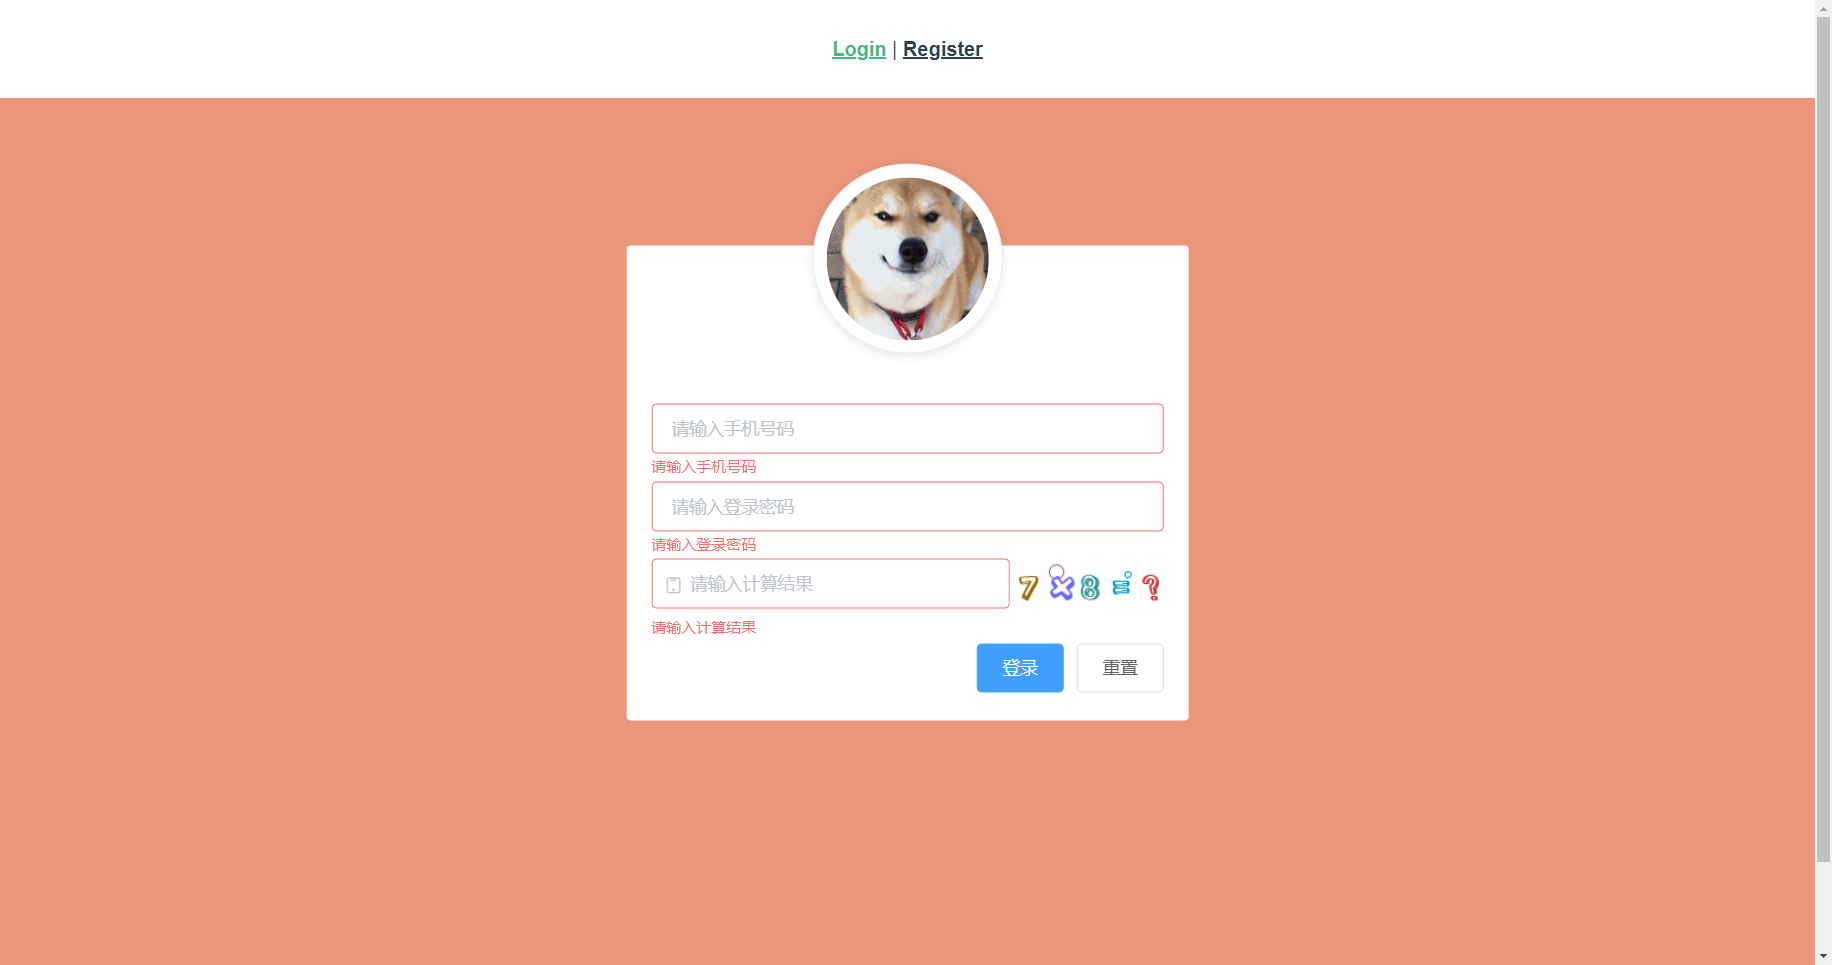 Login | Register
请输入手机号码
请输入手机号码
请输入登录密码
请输入登录密码
请输入计算结果 7×8=?
请输入计算结果
登录 重置